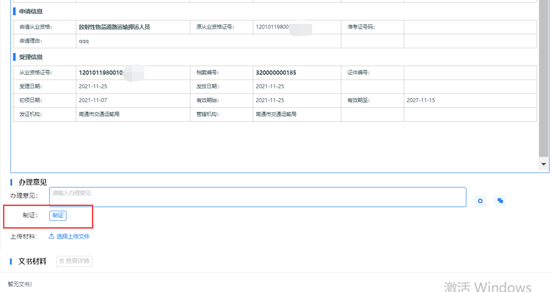 申请信息
申请从业资格: 放射性物品道路运输押运人员 原从业资格证号: 12010119800 准考证号码:
申请理由: qqq
受理信息
从业资格证号: 1201011980010 档案编号: 320000000185 证件编号:
受理日期: 2021-11-25 发放日期: 2021-11-25
初领日期: 2021-11-07 有效期始: 2021-11-25 有效期至: 2027-11-15
发证机构: 南通市交通运输局 管辖机构: 南通市交通运输局
办理意见
办理意见: 请输入办理意见
制证: 制证
上传材料: 选择上传文件
文书材料
暂无文书!
激活 Windows